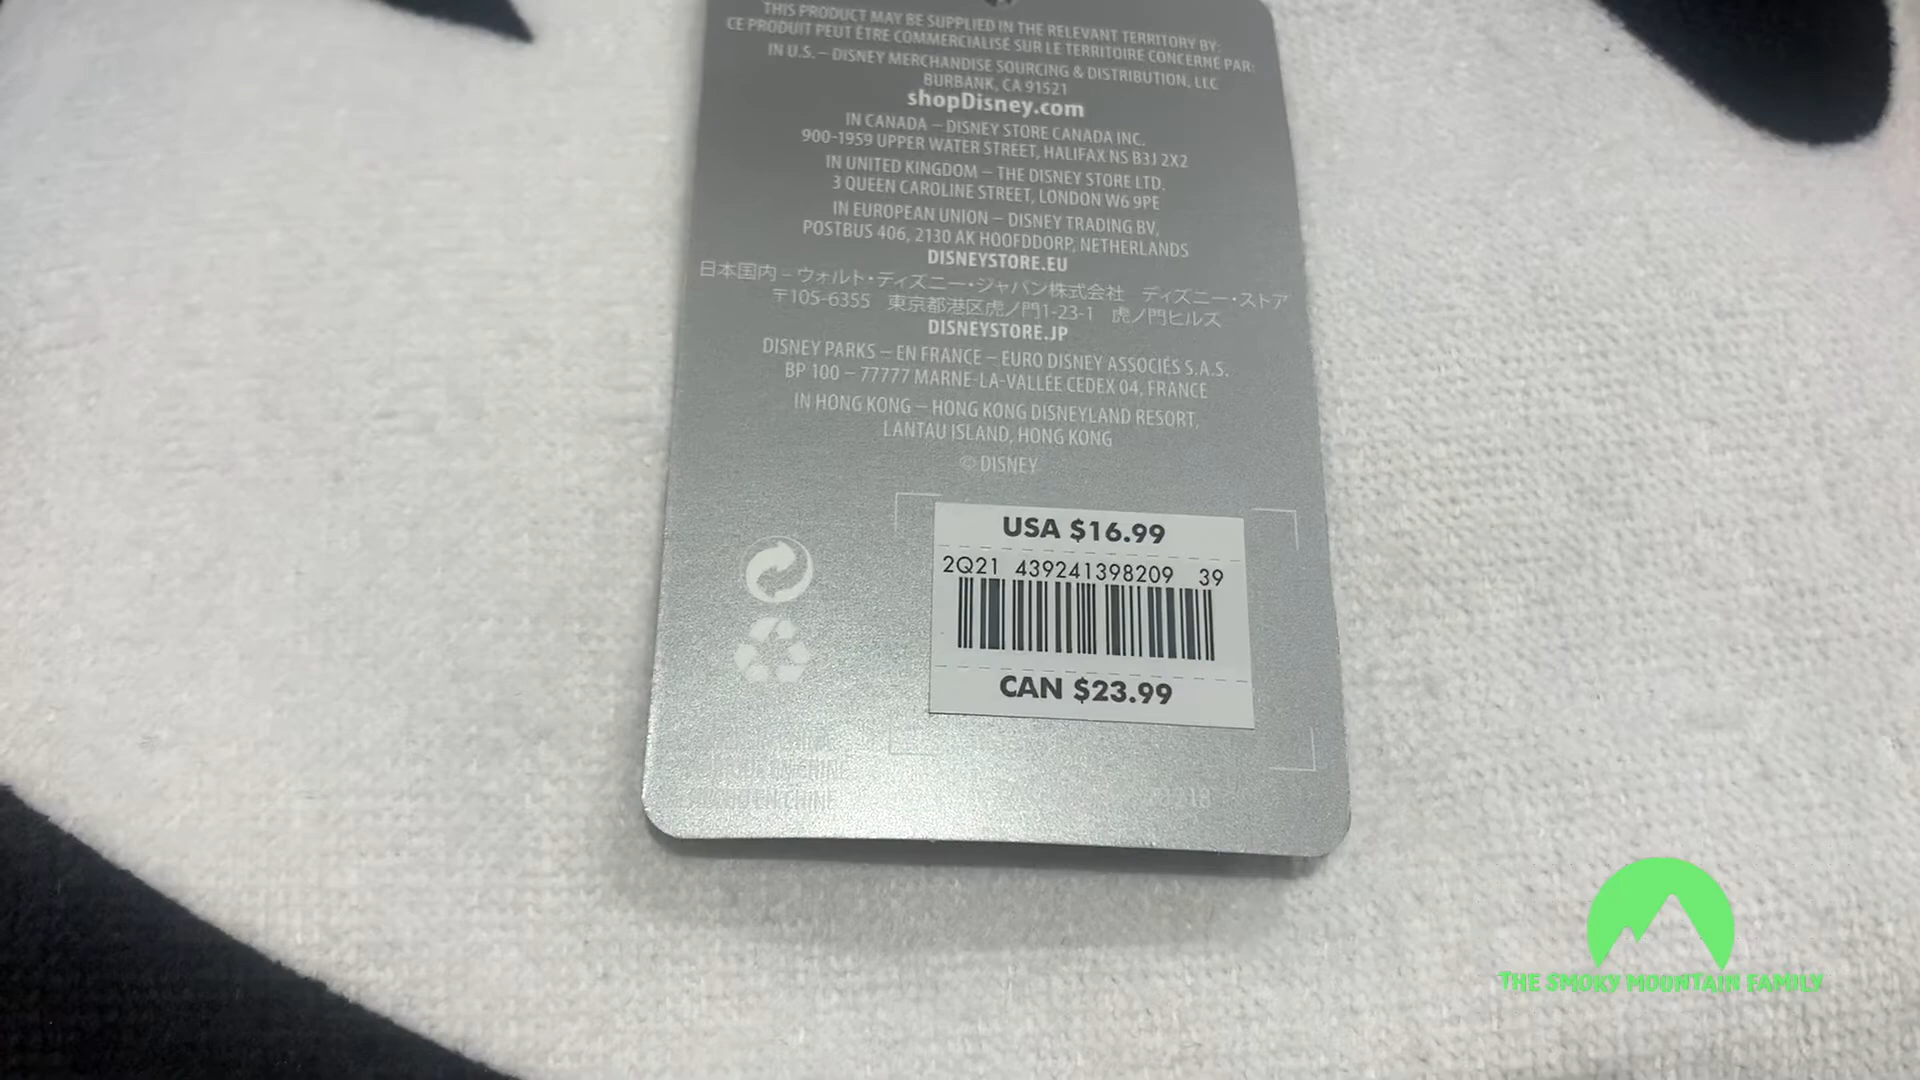 THIS PRODUCT MAY BE SUPPLIED IN THE RELEVANT TERRITORY BY:
CE PRODUIT PEUT ÊTRE COMMERCIALISÉ SUR LE TERRITOIRE CONCERNÉ PAR:
IN U.S. – DISNEY MERCHANDISE SOURCING & DISTRIBUTION, LLC
BURBANK, CA 91521
shopDisney.com
IN CANADA – DISNEY STORE CANADA INC.
900-1959 UPPER WATER STREET, HALIFAX NS B3J 2X2
IN UNITED KINGDOM – THE DISNEY STORE LTD.
3 QUEEN CAROLINE STREET, LONDON W6 9PE
IN EUROPEAN UNION – DISNEY TRADING BV,
POSTBUS 406, 2130 AK HOOFDDORP, NETHERLANDS
DISNEYSTORE.EU
日本国内 – ウォルト・ディズニー・ジャパン株式会社 ディズニー・ストア
〒105-6355 東京都港区虎ノ門1-23-1 虎ノ門ヒルズ
DISNEYSTORE.JP
DISNEY PARKS – EN FRANCE – EURO DISNEY ASSOCIÉS S.A.S.
BP 100 – 77777 MARNE-LA-VALLÉE CEDEX 04, FRANCE
IN HONG KONG – HONG KONG DISNEYLAND RESORT,
LANTAU ISLAND, HONG KONG
© DISNEY
USA $16.99
2Q21 439241398209 39
CAN $23.99
EN CHINE
EN CHINE
THE SMOKY MOUNTAIN FAMILY